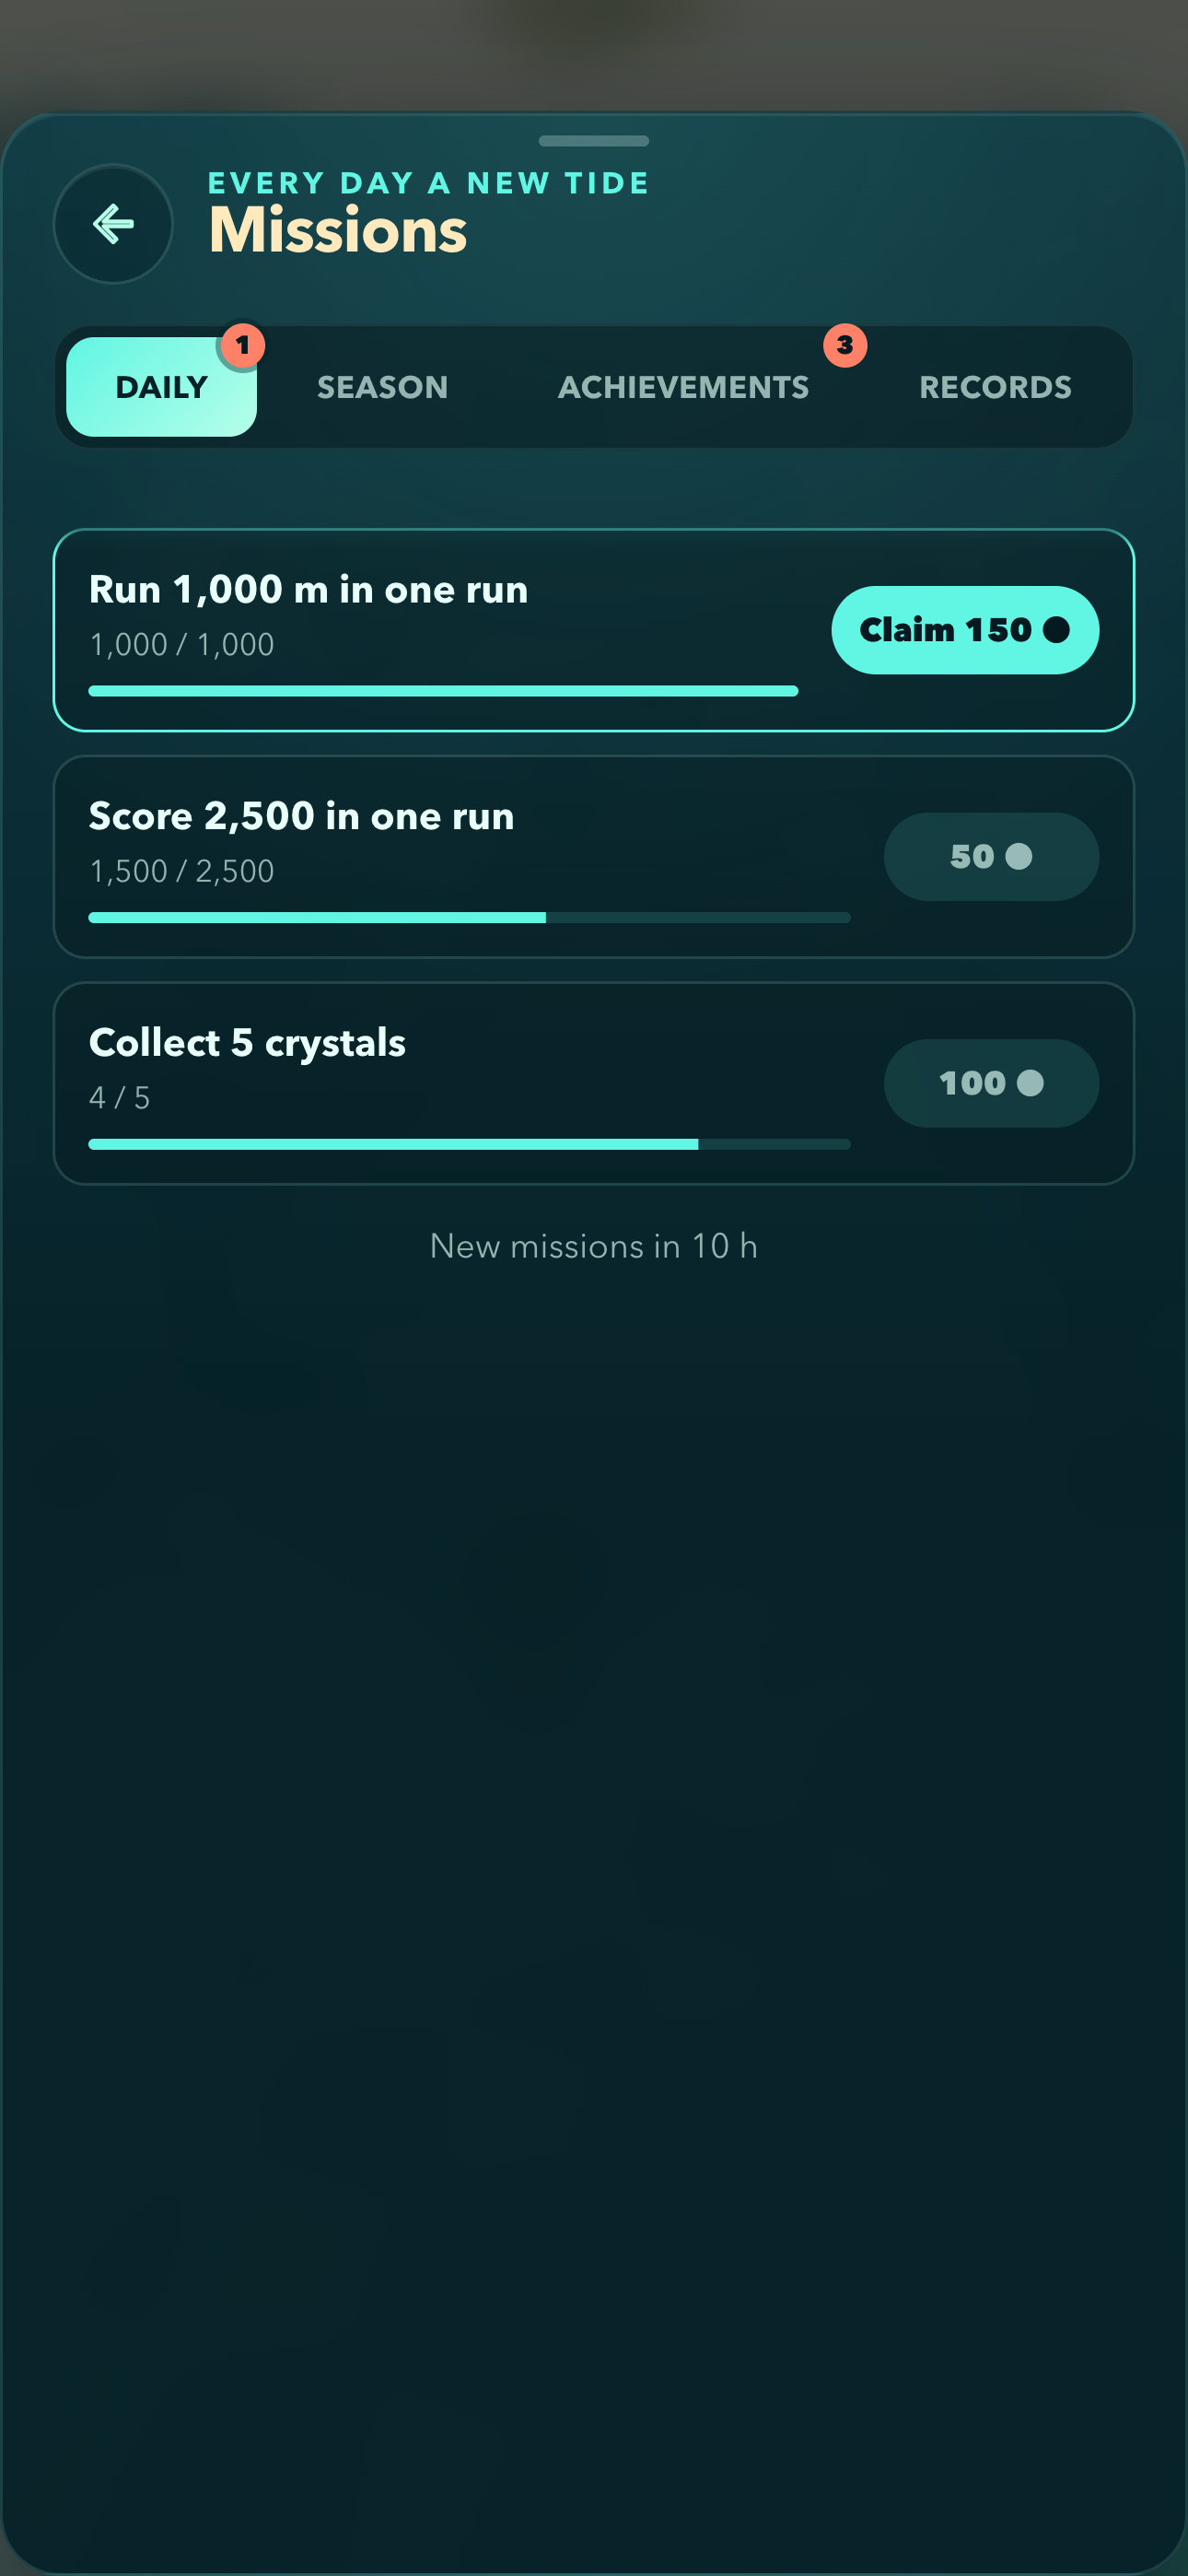 EVERY DAY A NEW TIDE
Missions
1
3
DAILY SEASON ACHIEVEMENTS RECORDS
Run 1,000 m in one run
1,000 / 1,000
Claim 150
Score 2,500 in one run
1,500 / 2,500
50
Collect 5 crystals
4 / 5
100
New missions in 10 h